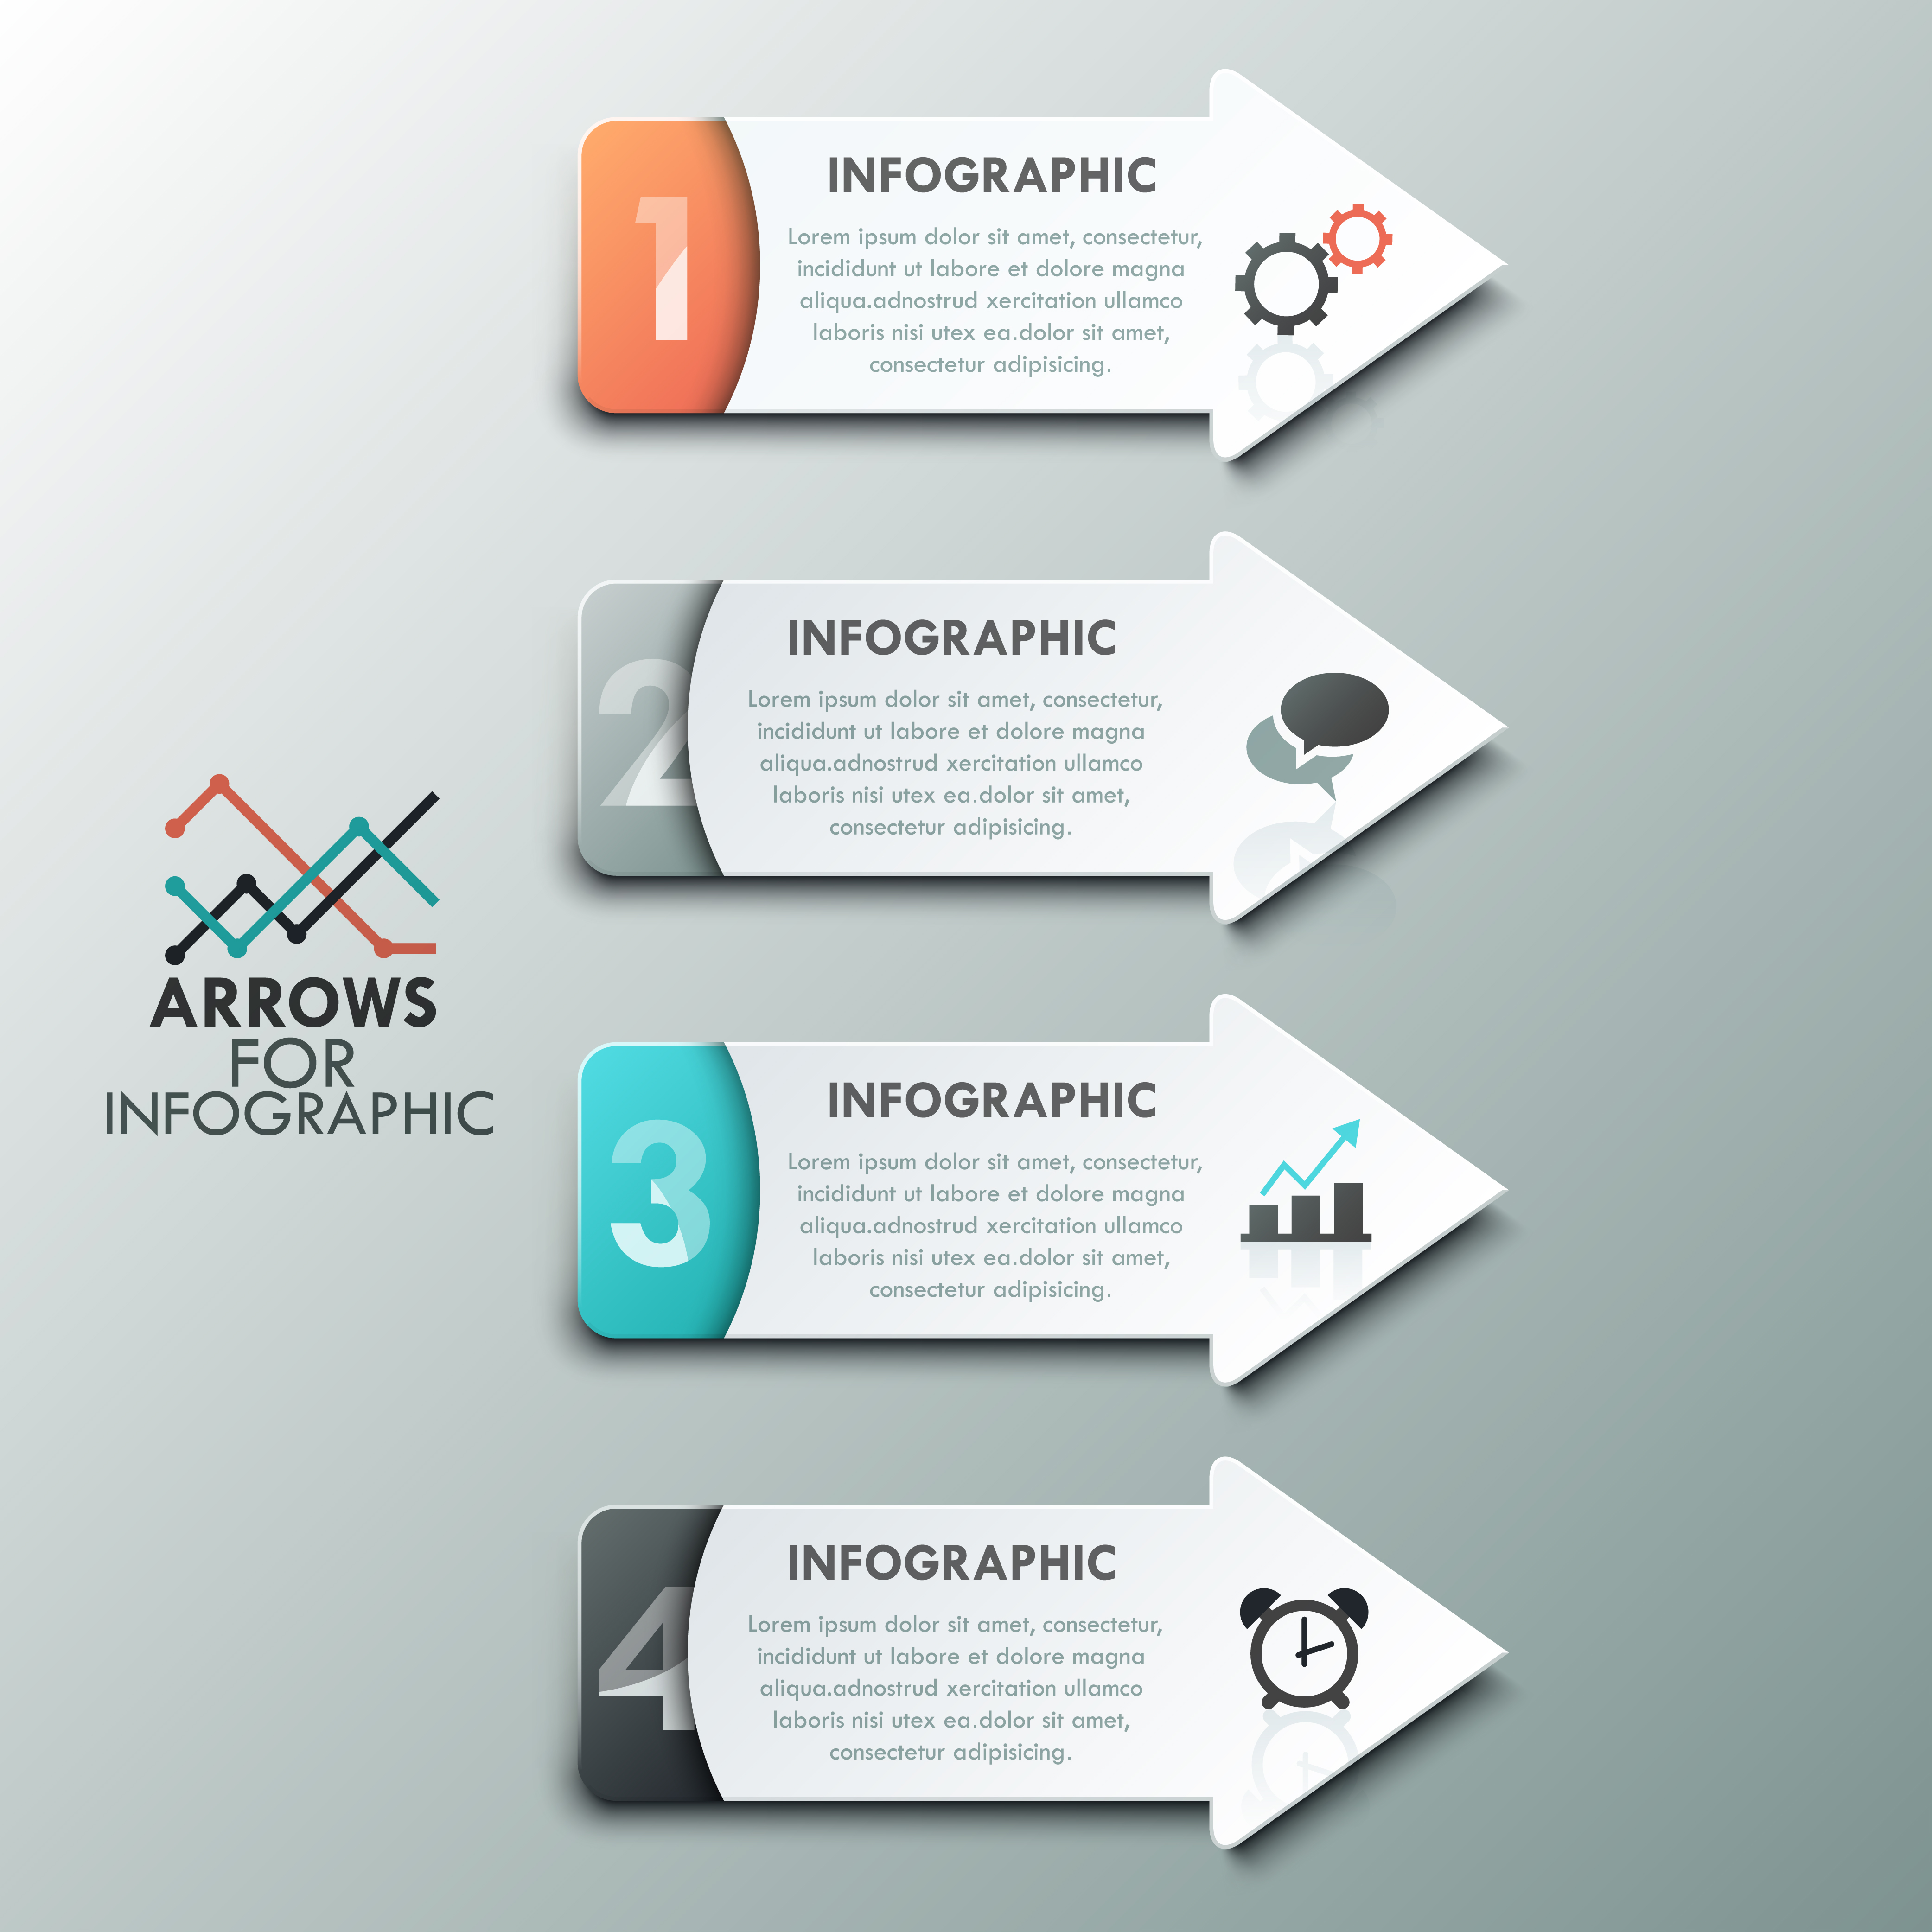 ARROWS
FOR
INFOGRAPHIC
1
INFOGRAPHIC
Lorem ipsum dolor sit amet, consectetur,
incididunt ut labore et dolore magna
aliqua.adnostrud xercitation ullamco
laboris nisi utex ea.dolor sit amet,
consectetur adipisicing.
2
INFOGRAPHIC
Lorem ipsum dolor sit amet, consectetur,
incididunt ut labore et dolore magna
aliqua.adnostrud xercitation ullamco
laboris nisi utex ea.dolor sit amet,
consectetur adipisicing.
3
INFOGRAPHIC
Lorem ipsum dolor sit amet, consectetur,
incididunt ut labore et dolore magna
aliqua.adnostrud xercitation ullamco
laboris nisi utex ea.dolor sit amet,
consectetur adipisicing.
4
INFOGRAPHIC
Lorem ipsum dolor sit amet, consectetur,
incididunt ut labore et dolore magna
aliqua.adnostrud xercitation ullamco
laboris nisi utex ea.dolor sit amet,
consectetur adipisicing.